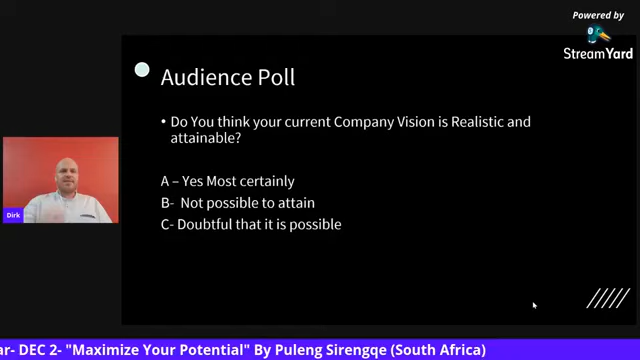 Powered by
StreamYard
Audience Poll
• Do You think your current Company Vision is Realistic and
attainable?
A – Yes Most certainly
B- Not possible to attain
C- Doubtful that it is possible
Dirk
ar- DEC 2- "Maximize Your Potential" By Puleng Sirengqe (South Africa)